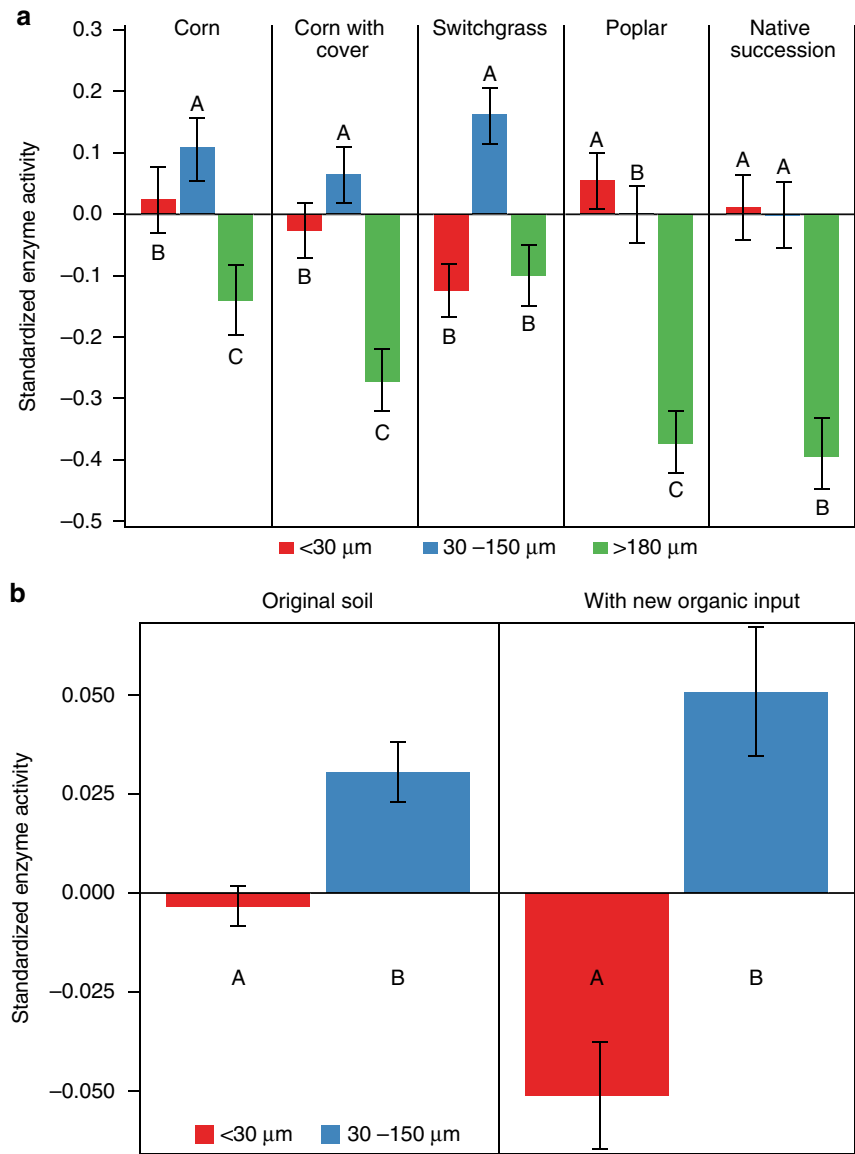 a
Corn
Corn with
cover
Switchgrass
Poplar
Native
succession
Standardized enzyme activity
0.3
0.2
0.1
0.0
−0.1
−0.2
−0.3
−0.4
−0.5
B A C
B A C
B A B
A B C
A A B
<30 µm 30 –150 µm >180 µm
b
Original soil
With new organic input
Standardized enzyme activity
0.050
0.025
0.000
−0.025
−0.050
A B
A B
<30 µm 30 –150 µm